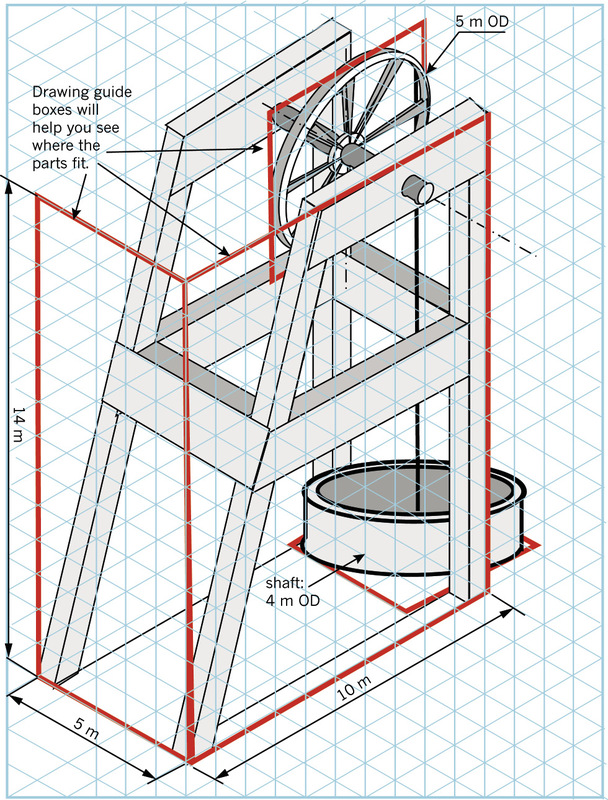 5 m OD
Drawing guide
boxes will
help you see
where the
parts fit.
14 m
shaft:
4 m OD
10 m
5 m